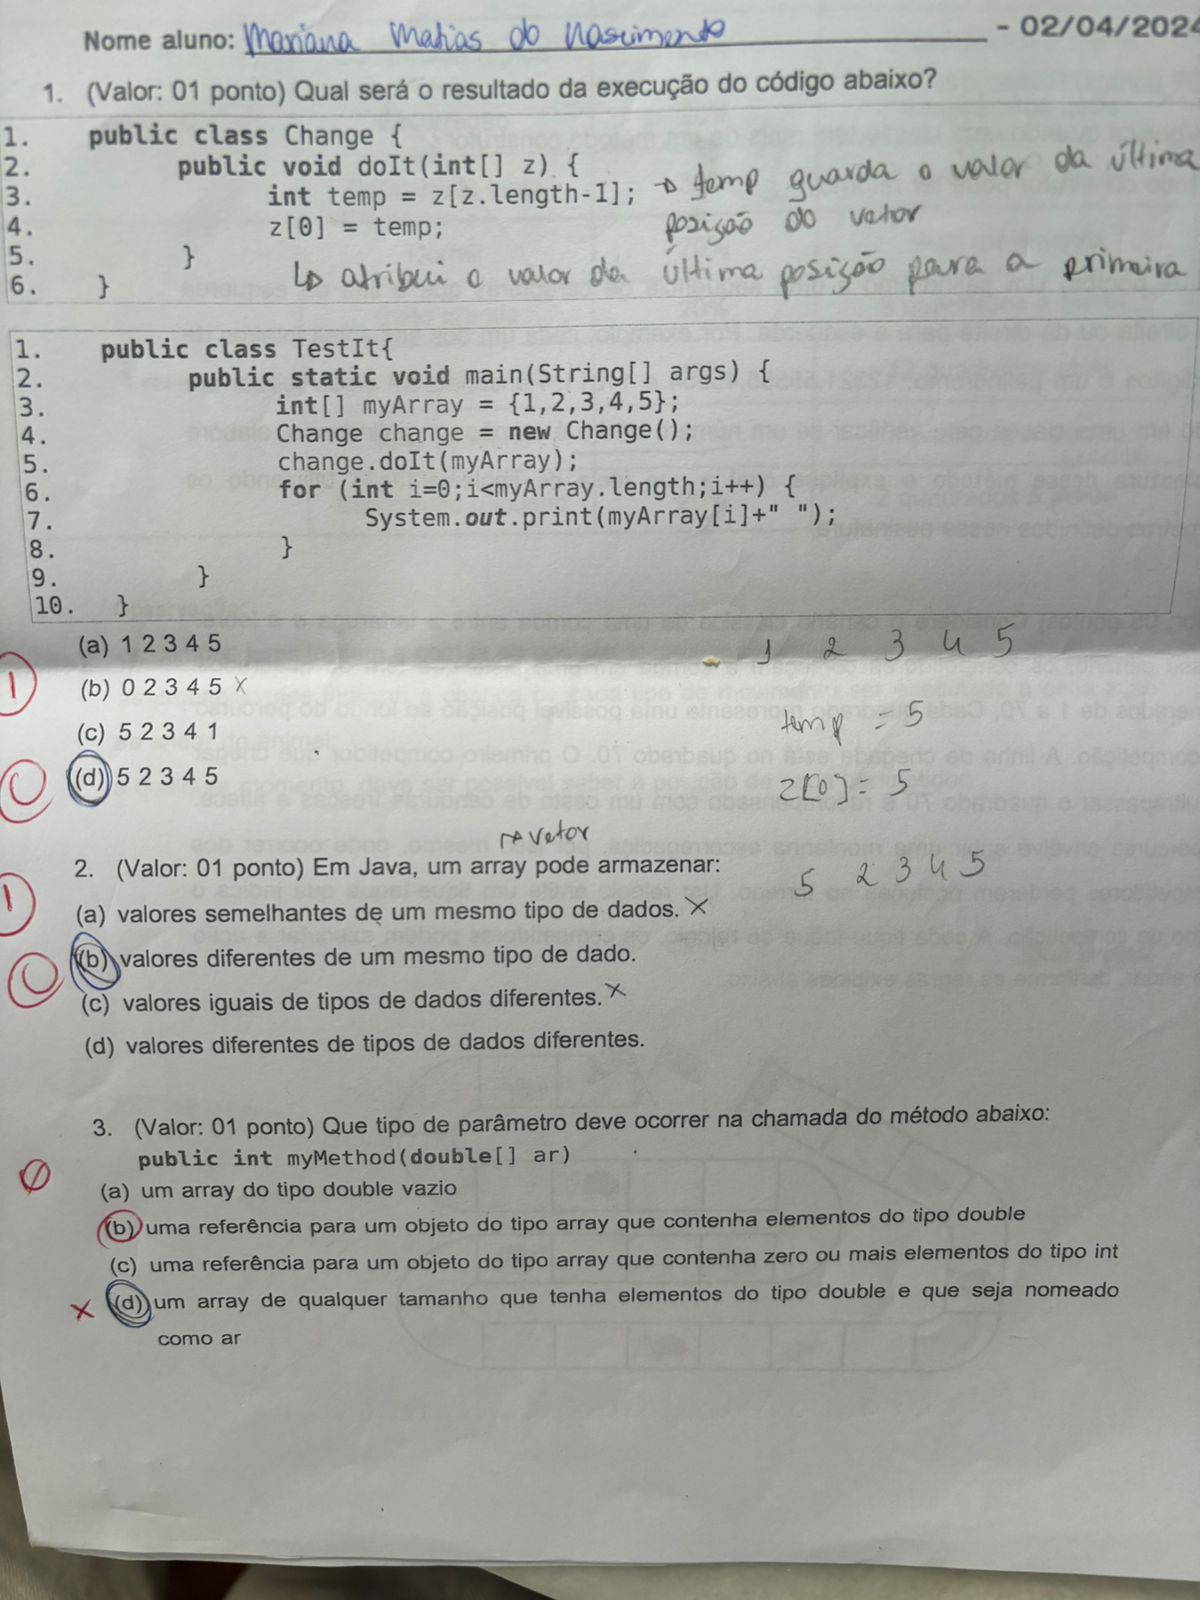 Nome aluno: Mariana Matias do Nascimento - 02/04/2024
1. (Valor: 01 ponto) Qual será o resultado da execução do código abaixo?
1. public class Change {
2. public void doIt(int[] z) {
3. int temp = z[z.length-1]; → temp guarda o valor da última
4. z[0] = temp; posição do vetor
5. }
↳ atribui o valor da última posição para a primeira
6. }
1. public class TestIt{
2. public static void main(String[] args) {
3. int[] myArray = {1,2,3,4,5};
4. Change change = new Change();
5. change.doIt(myArray);
6. for (int i=0;i<myArray.length;i++) {
7. System.out.print(myArray[i]+" ");
8. }
9. }
10. }
(a) 1 2 3 4 5
1 2 3 4 5
1
(b) 0 2 3 4 5 X
(c) 5 2 3 4 1
temp = 5
(d) 5 2 3 4 5
z[0] = 5
→ vetor
2. (Valor: 01 ponto) Em Java, um array pode armazenar:
5 2 3 4 5
1
(a) valores semelhantes de um mesmo tipo de dados. X
(b) valores diferentes de um mesmo tipo de dado.
(c) valores iguais de tipos de dados diferentes. X
(d) valores diferentes de tipos de dados diferentes.
3. (Valor: 01 ponto) Que tipo de parâmetro deve ocorrer na chamada do método abaixo:
public int myMethod(double[] ar)
(a) um array do tipo double vazio
(b) uma referência para um objeto do tipo array que contenha elementos do tipo double
(c) uma referência para um objeto do tipo array que contenha zero ou mais elementos do tipo int
X (d) um array de qualquer tamanho que tenha elementos do tipo double e que seja nomeado
como ar